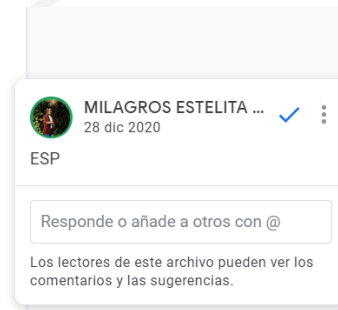 MILAGROS ESTELITA ...
28 dic 2020
ESP
Responde o añade a otros con @
Los lectores de este archivo pueden ver los
comentarios y las sugerencias.